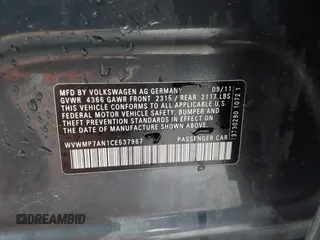 MFD BY VOLKSWAGEN AG GERMANY 09/11
GVWR 4366 GAWR FRONT 2315 / REAR 2117 LBS
THIS VEHICLE CONFORMS TO ALL APPLICABLE U.S.
FEDERAL MOTOR VEHICLE SAFETY, BUMPER AND
THEFT PREVENTION STANDARDS IN EFFECT ON THE
DATE OF MANUFACTURE SHOWN ABOVE
WVWMP7AN1CE537967 PASSENGER CAR
DREAMBID